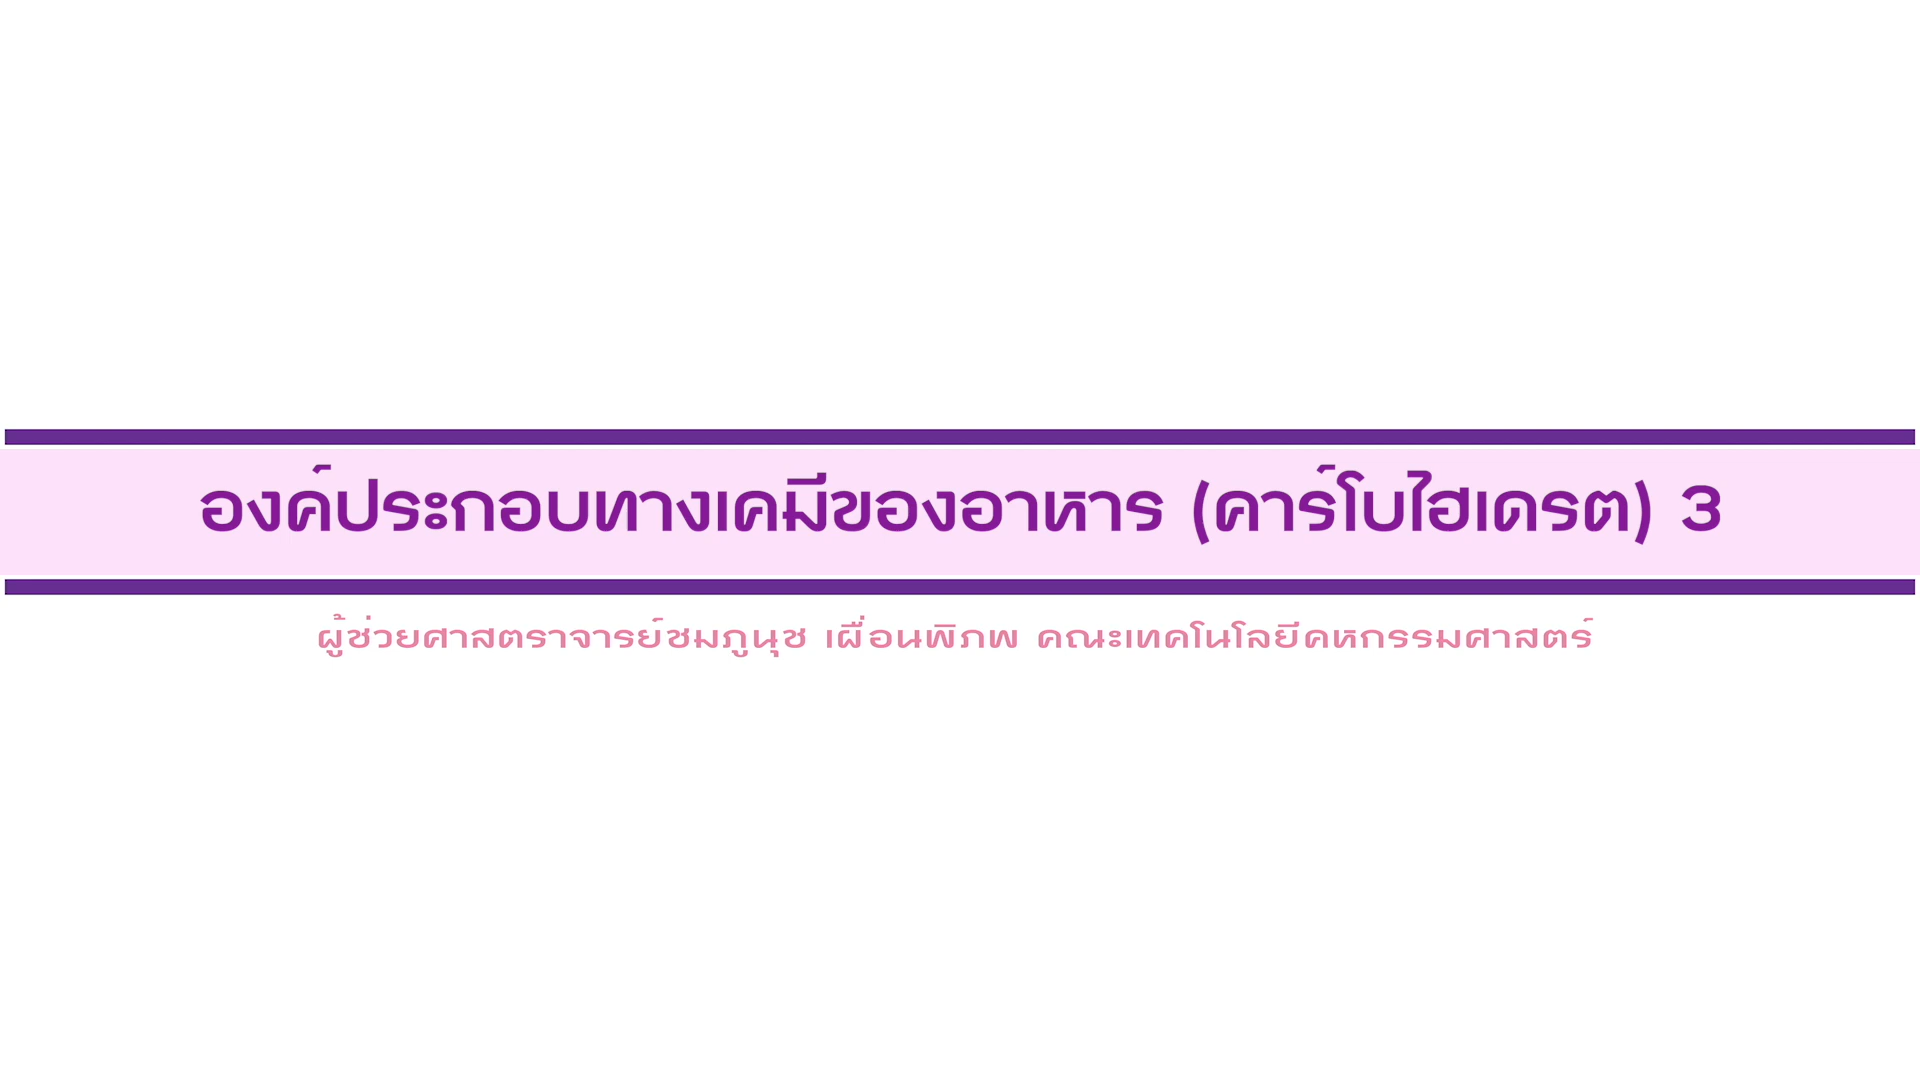 องค์ประกอบทางเคมีของอาหาร (คาร์โบไฮเดรต) 3
ผู้ช่วยศาสตราจารย์ชมภูนุช เผื่อนพิภพ คณะเทคโนโลยีคหกรรมศาสตร์